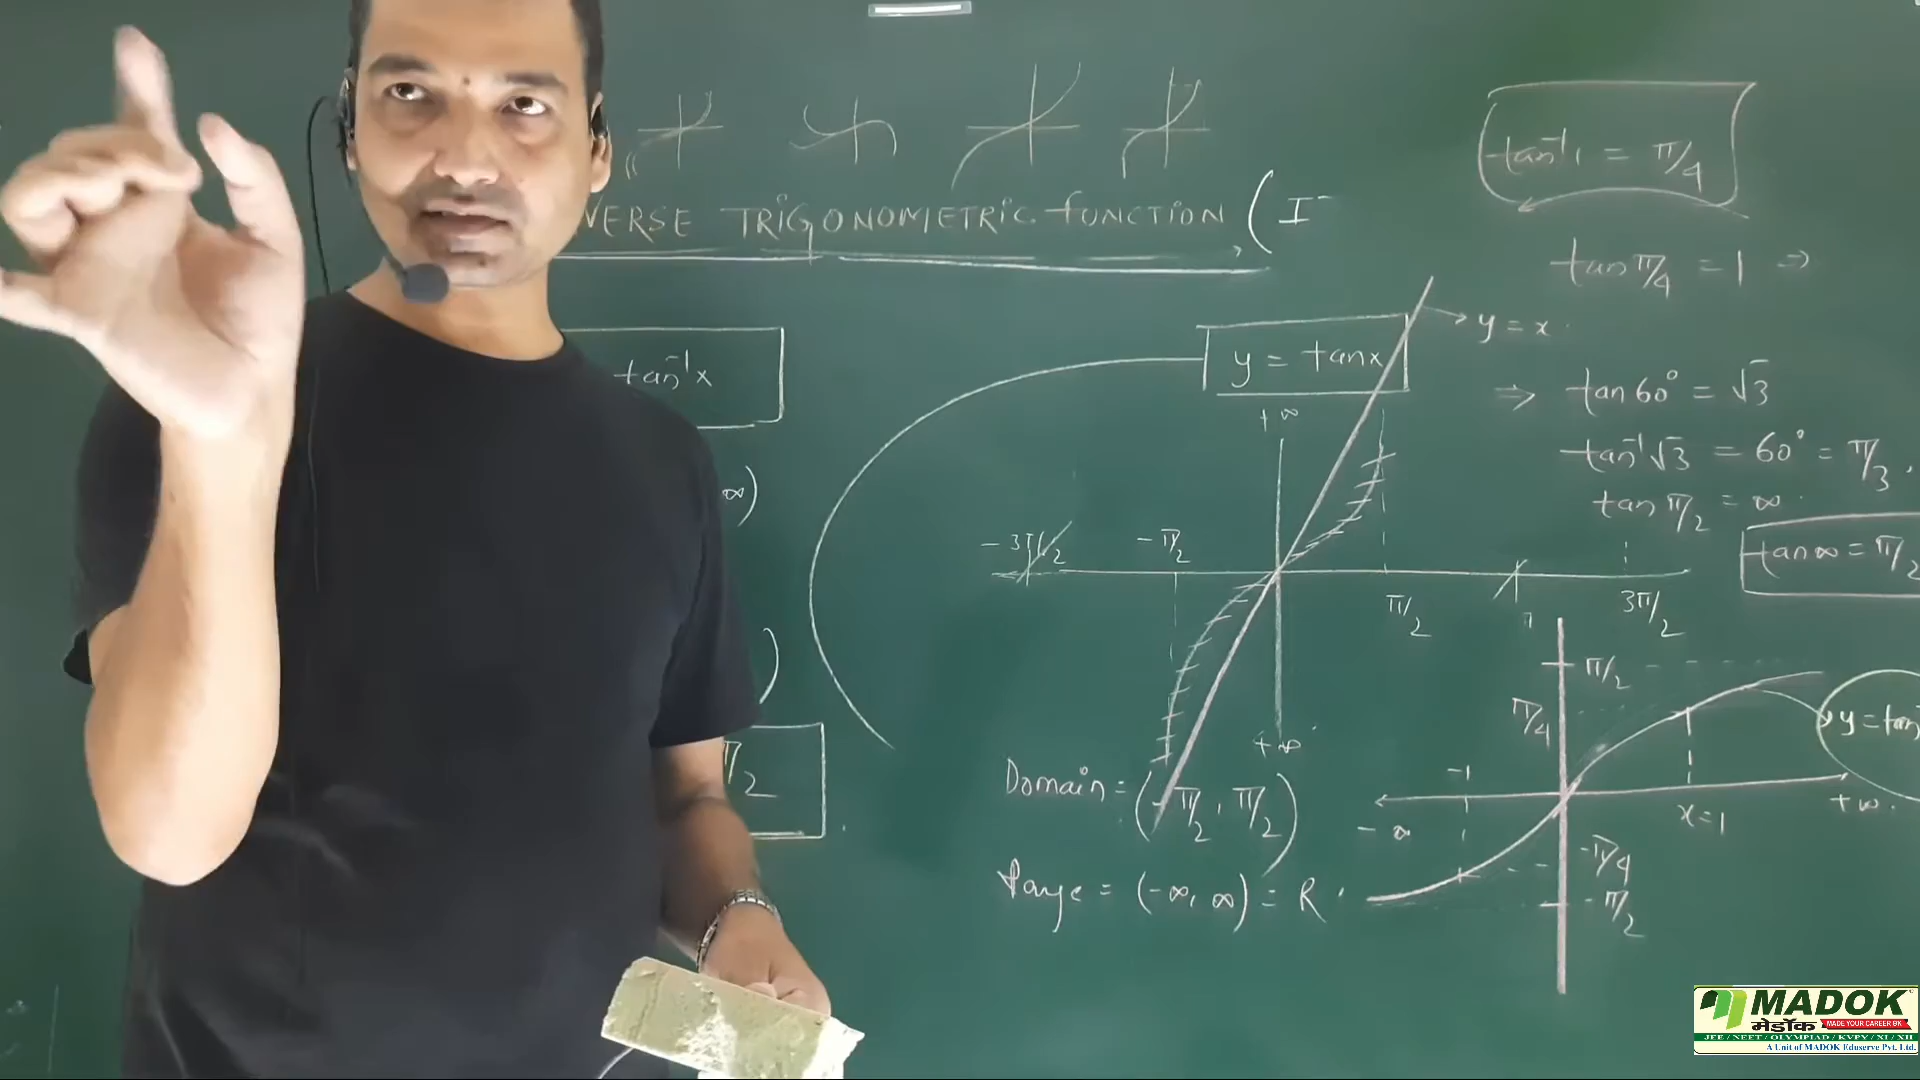 VERSE TRIGONOMETRIC FUNCTION (I
tan⁻¹1 = π/4
tan π/4 = 1 ⇒
tan⁻¹x
y = tanx
y = x
⇒ tan60° = √3
tan⁻¹√3 = 60° = π/3.
tan π/2 = ∞
tan∞ = π/2
+∞
∞)
-3π/2
-π/2
π/2
π
3π/2
+∞
)
π/2
Domain = (-π/2, π/2)
Range = (-∞, ∞) = R
π/2
π/4
y = tan⁻
-1
x=1
-∞
+∞
-π/4
-π/2
MADOK
मेडॉक
MADE YOUR CAREER BK
JEE / NEET / OLYMPIAD / KVPY / XI / XII
A Unit of MADOK Eduserve Pvt. Ltd.